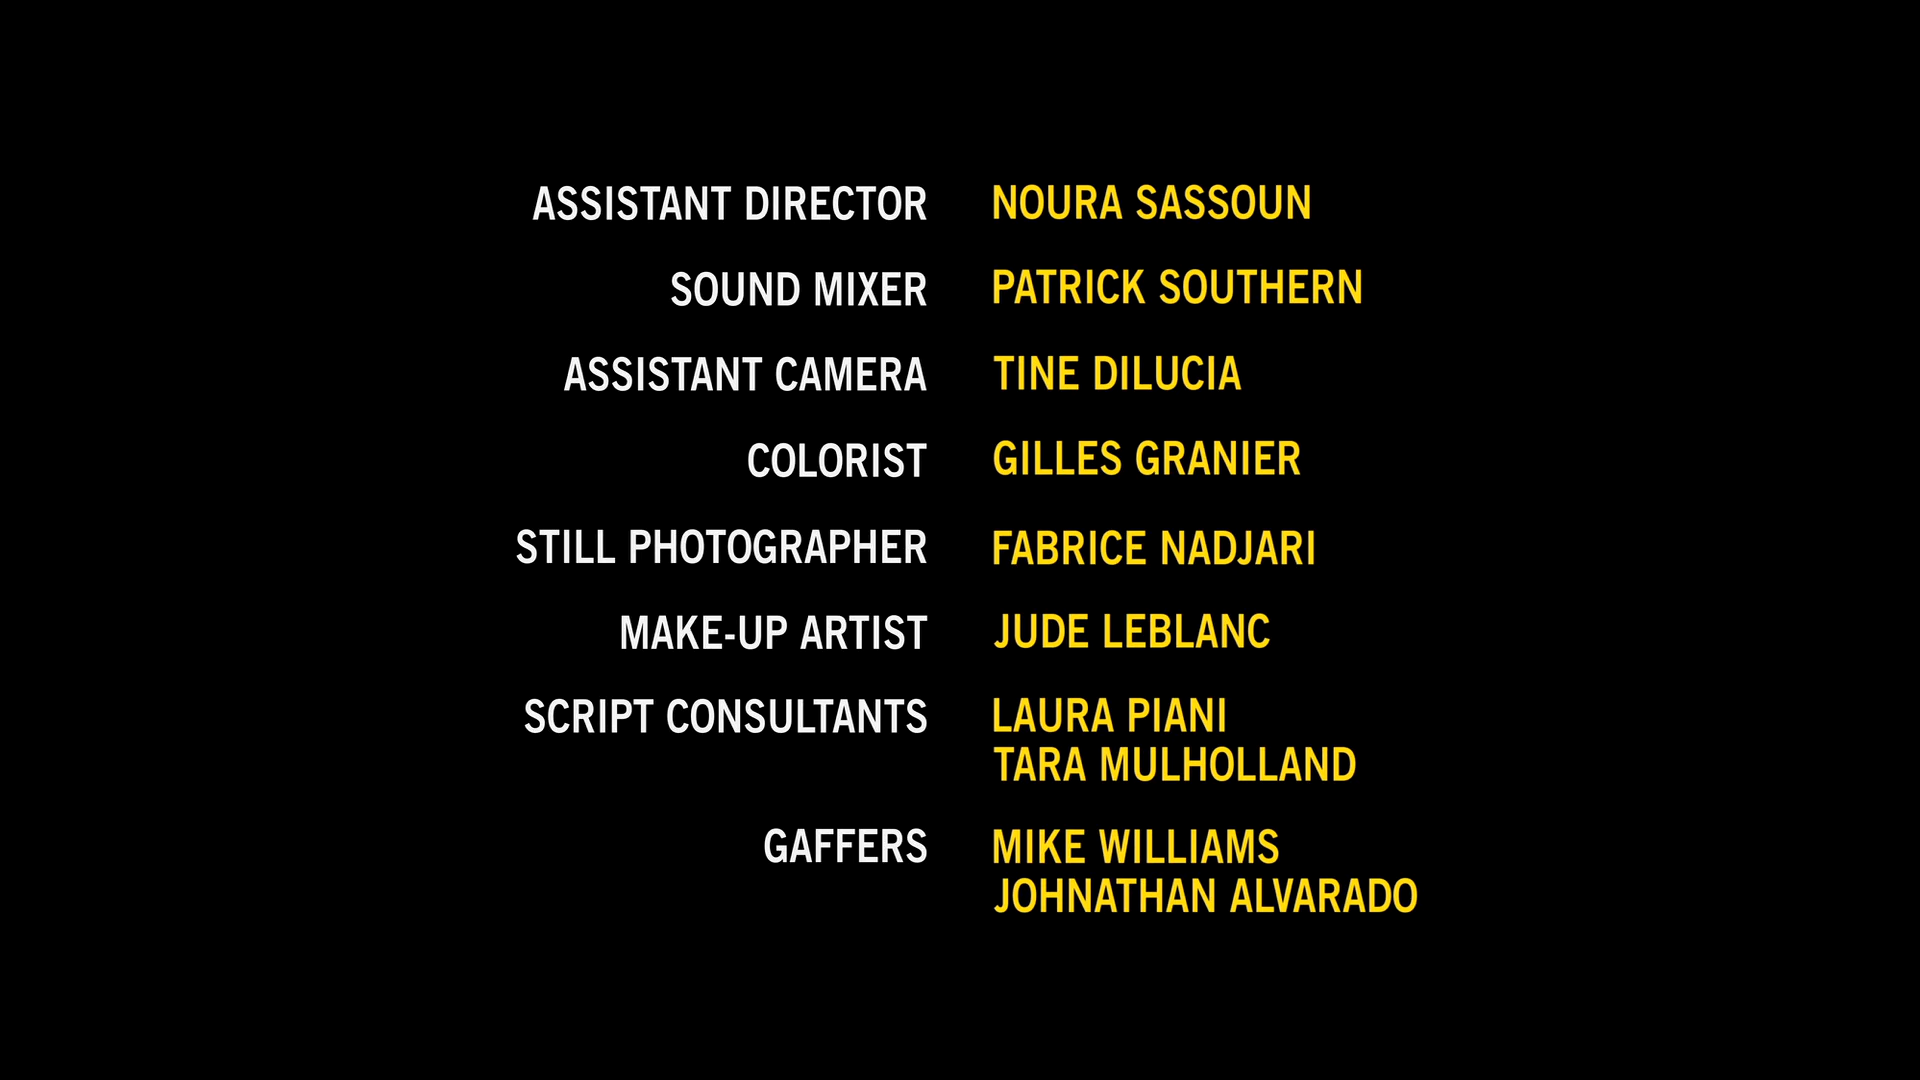 ASSISTANT DIRECTOR NOURA SASSOUN
SOUND MIXER PATRICK SOUTHERN
ASSISTANT CAMERA TINE DILUCIA
COLORIST GILLES GRANIER
STILL PHOTOGRAPHER FABRICE NADJARI
MAKE-UP ARTIST JUDE LEBLANC
SCRIPT CONSULTANTS LAURA PIANI
TARA MULHOLLAND
GAFFERS MIKE WILLIAMS
JOHNATHAN ALVARADO